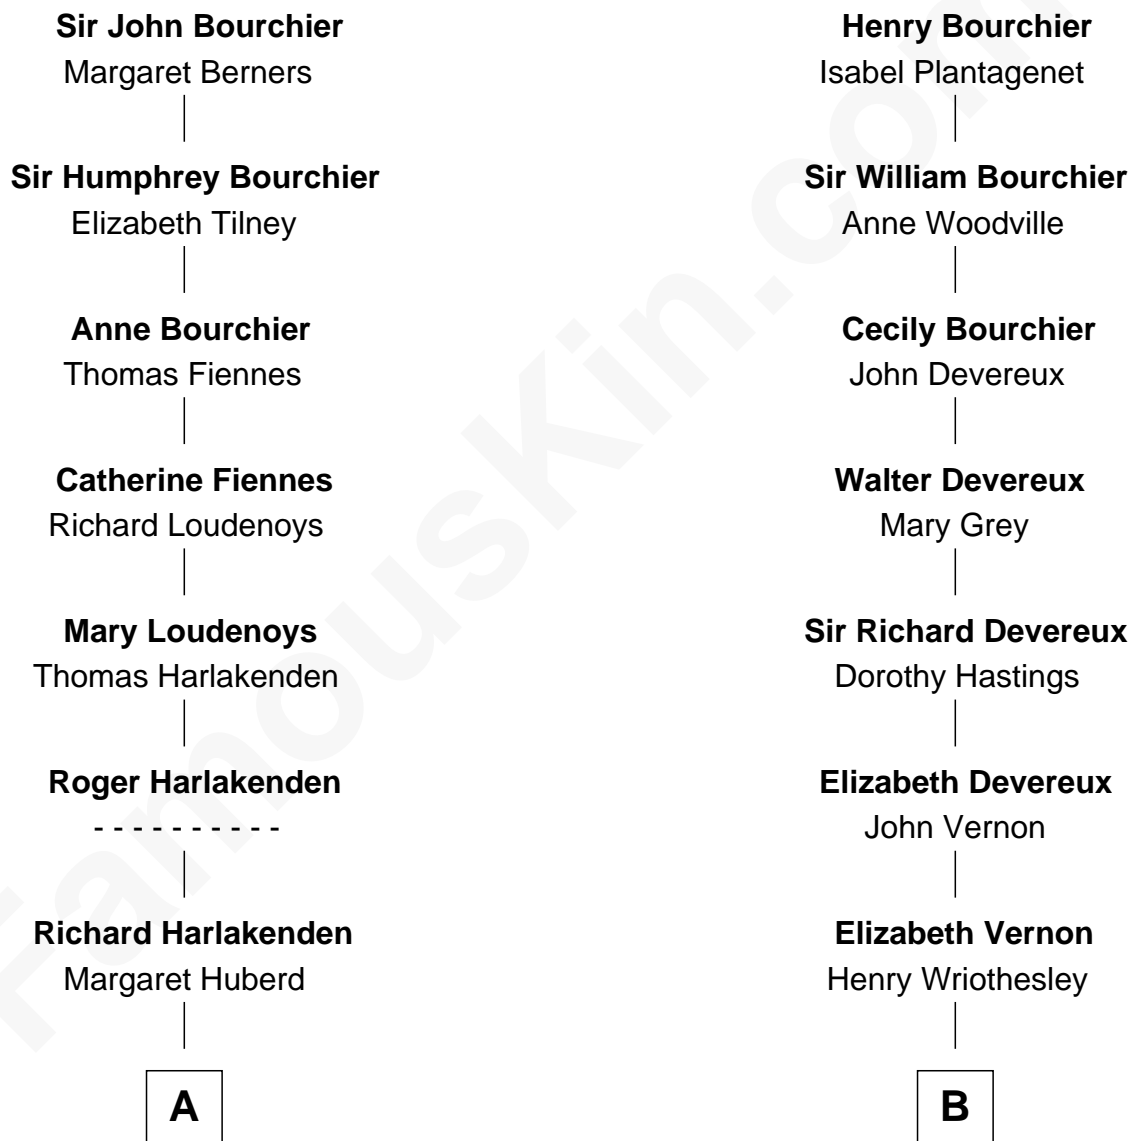 Sir John Bourchier
Margaret Berners
Sir Humphrey Bourchier
Elizabeth Tilney
Anne Bourchier
Thomas Fiennes
Catherine Fiennes
Richard Loudenoys
Mary Loudenoys
Thomas Harlakenden
Roger Harlakenden
- - - - - - - - - -
Richard Harlakenden
Margaret Huberd
A
Henry Bourchier
Isabel Plantagenet
Sir William Bourchier
Anne Woodville
Cecily Bourchier
John Devereux
Walter Devereux
Mary Grey
Sir Richard Devereux
Dorothy Hastings
Elizabeth Devereux
John Vernon
Elizabeth Vernon
Henry Wriothesley
B
FamousKin.com